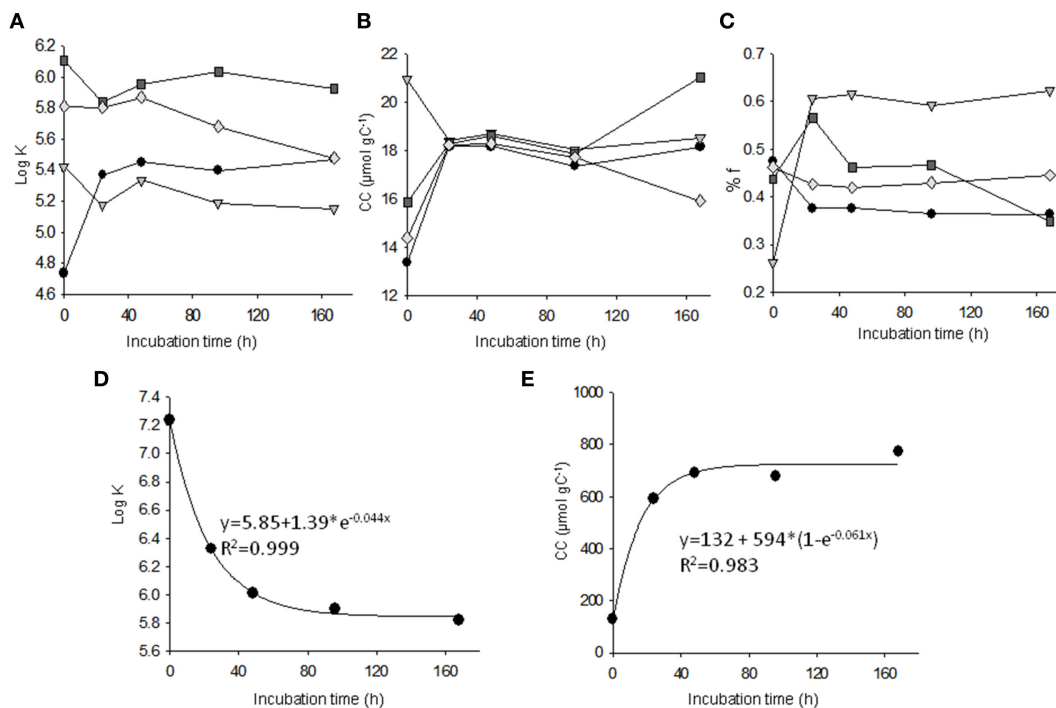 A
B
C
6.2
6.0
5.8
5.6
5.4
5.2
5.0
4.8
4.6
Log K
0 40 80 120 160
Incubation time (h)
22
20
18
16
14
12
CC (µmol gC⁻¹)
0 40 80 120 160
Incubation time (h)
0.7
0.6
0.5
0.4
0.3
0.2
% f
0 40 80 120 160
Incubation time (h)
D
7.4
7.2
7.0
6.8
6.6
6.4
6.2
6.0
5.8
5.6
Log K
y=5.85+1.39*e^-0.044x
R²=0.999
0 40 80 120 160
Incubation time (h)
E
1000
800
600
400
200
0
CC (µmol gC⁻¹)
y=132 + 594*(1-e^-0.061x)
R²=0.983
0 40 80 120 160
Incubation time (h)